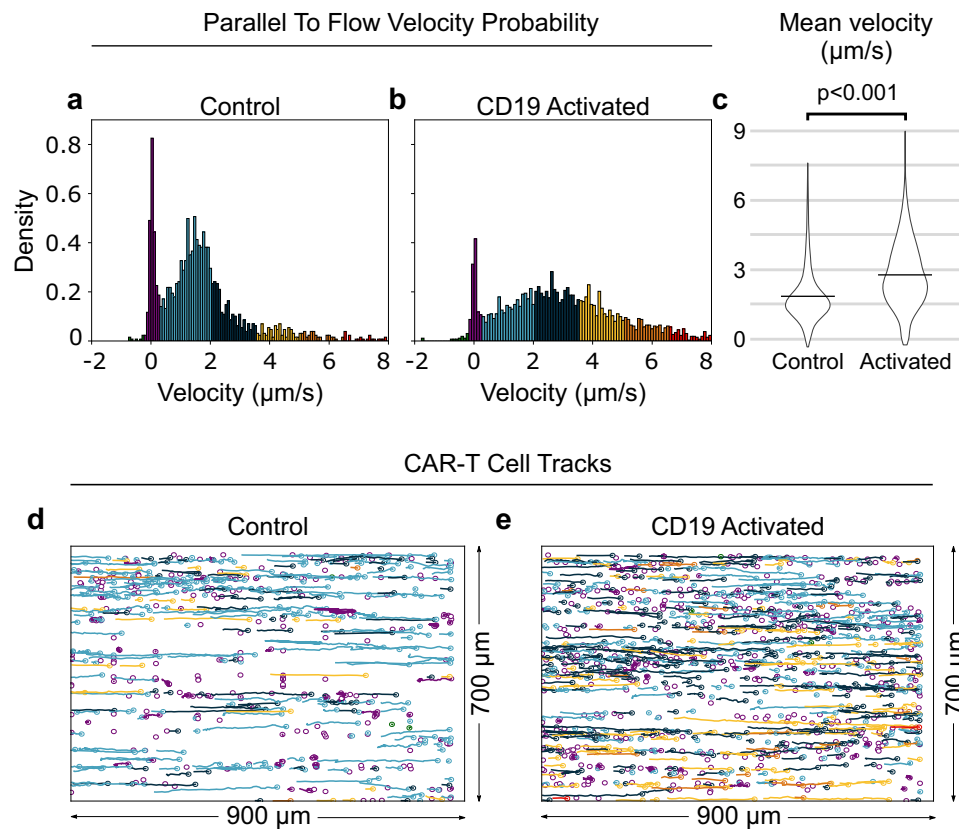 Parallel To Flow Velocity Probability
Mean velocity
(µm/s)
a
Control
b
CD19 Activated
c
p<0.001
Density
0.8
0.6
0.4
0.2
0
-2
0
2
4
6
8
Velocity (µm/s)
-2
0
2
4
6
8
Velocity (µm/s)
9
6
3
0
Control
Activated
CAR-T Cell Tracks
d
Control
700 µm
900 µm
e
CD19 Activated
700 µm
900 µm